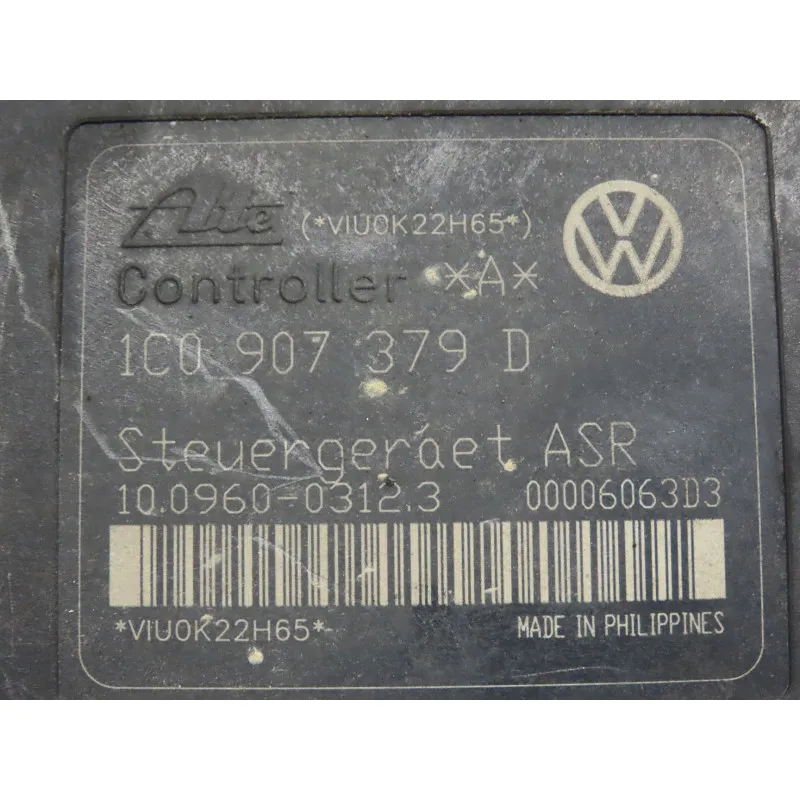 Ate (*VIU0K22H65*)
Controller *A*
1C0 907 379 D
Steuergeraet ASR
10.0960-0312.3 00006063D3
*VIU0K22H65*
MADE IN PHILIPPINES